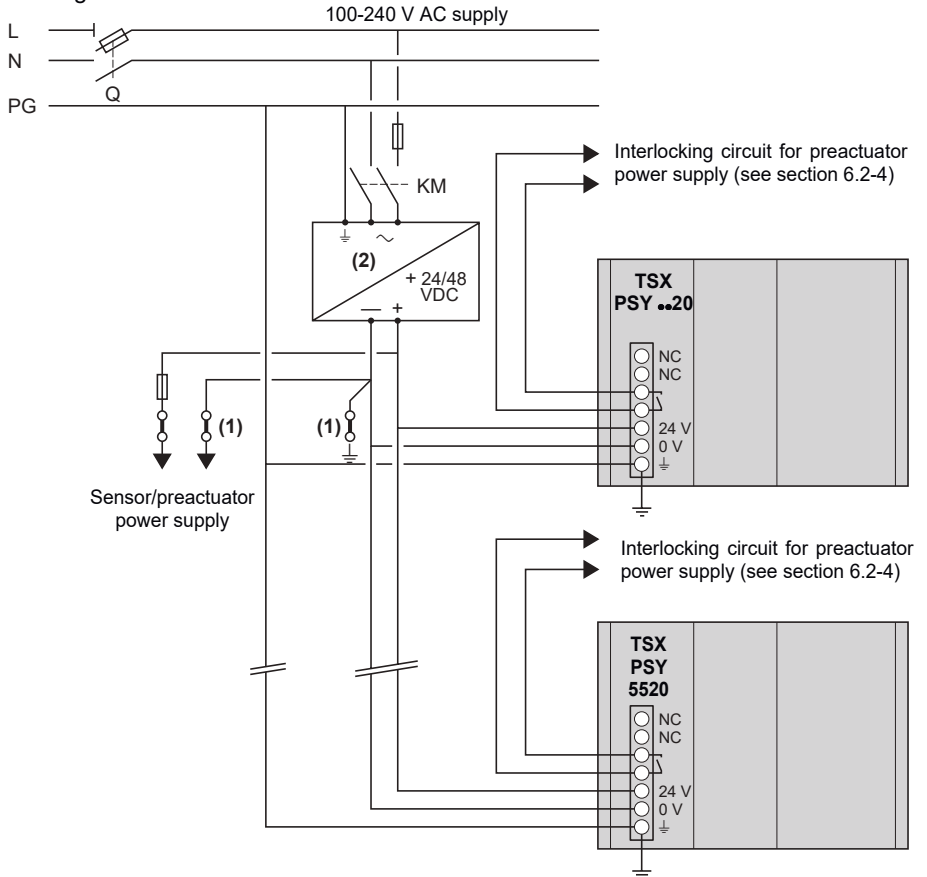 100-240 V AC supply
L
N
Q
PG
KM
(2)
+ 24/48
VDC
— +
Interlocking circuit for preactuator
power supply (see section 6.2-4)
TSX
PSY ••20
NC
NC
24 V
0 V
(1)
(1)
Sensor/preactuator
power supply
Interlocking circuit for preactuator
power supply (see section 6.2-4)
TSX
PSY
5520
NC
NC
24 V
0 V